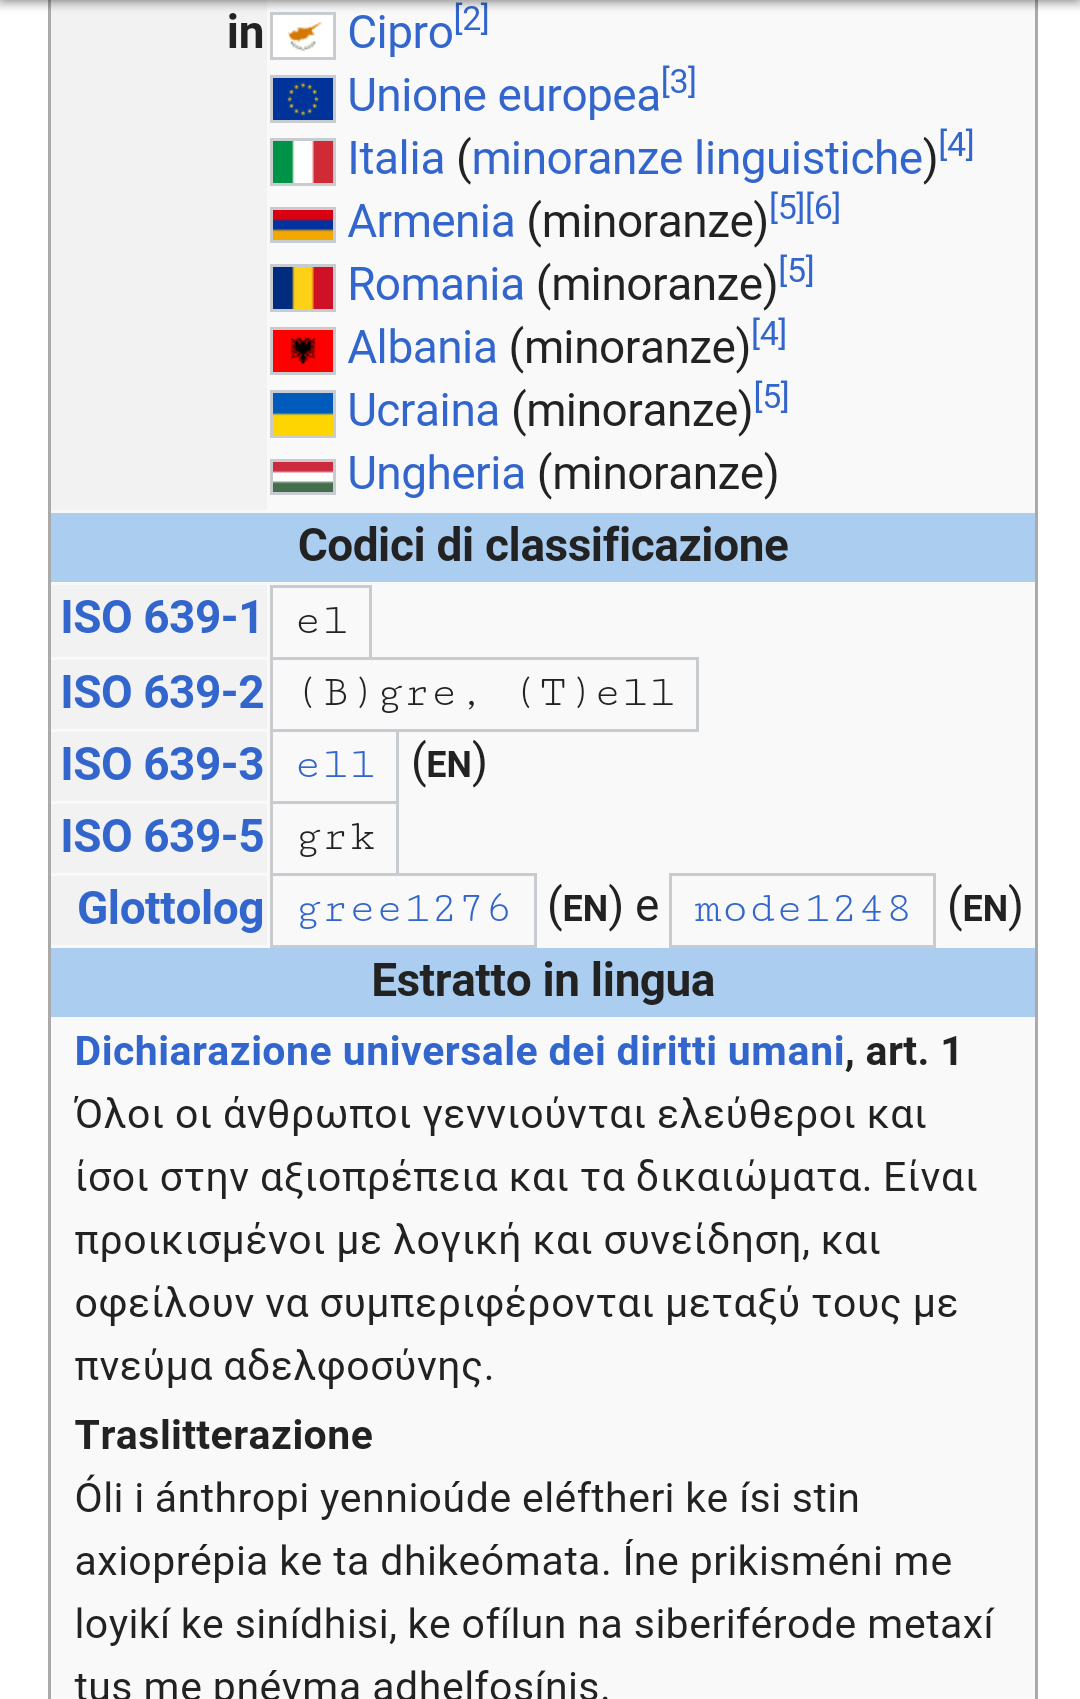 in Cipro[2]
Unione europea[3]
Italia (minoranze linguistiche)[4]
Armenia (minoranze)[5][6]
Romania (minoranze)[5]
Albania (minoranze)[4]
Ucraina (minoranze)[5]
Ungheria (minoranze)
Codici di classificazione
ISO 639-1 el
ISO 639-2 (B)gre, (T)ell
ISO 639-3 ell (EN)
ISO 639-5 grk
Glottolog gree1276 (EN) e mode1248 (EN)
Estratto in lingua
Dichiarazione universale dei diritti umani, art. 1
Όλοι οι άνθρωποι γεννιούνται ελεύθεροι και
ίσοι στην αξιοπρέπεια και τα δικαιώματα. Είναι
προικισμένοι με λογική και συνείδηση, και
οφείλουν να συμπεριφέρονται μεταξύ τους με
πνεύμα αδελφοσύνης.
Traslitterazione
Óli i ánthropi yennioúde eléftheri ke ísi stin
axioprépia ke ta dhikeómata. Íne prikisméni me
loyikí ke sinídhisi, ke ofílun na siberiférode metaxí
tus me pnévma adhelfosínis.